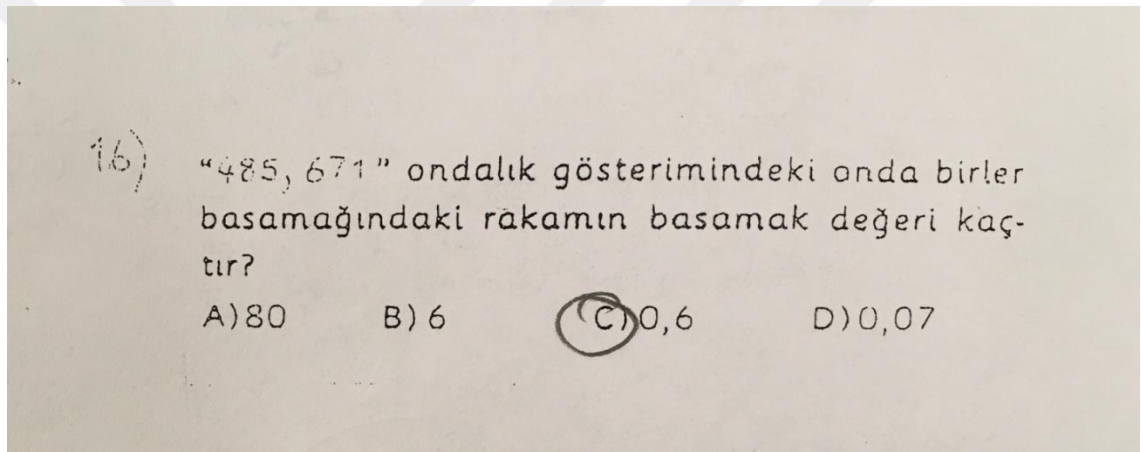 16) "485,671" ondalık gösterimindeki onda birler
basamağındaki rakamın basamak değeri kaç-
tır?
A) 80 B) 6 C) 0,6 D) 0,07